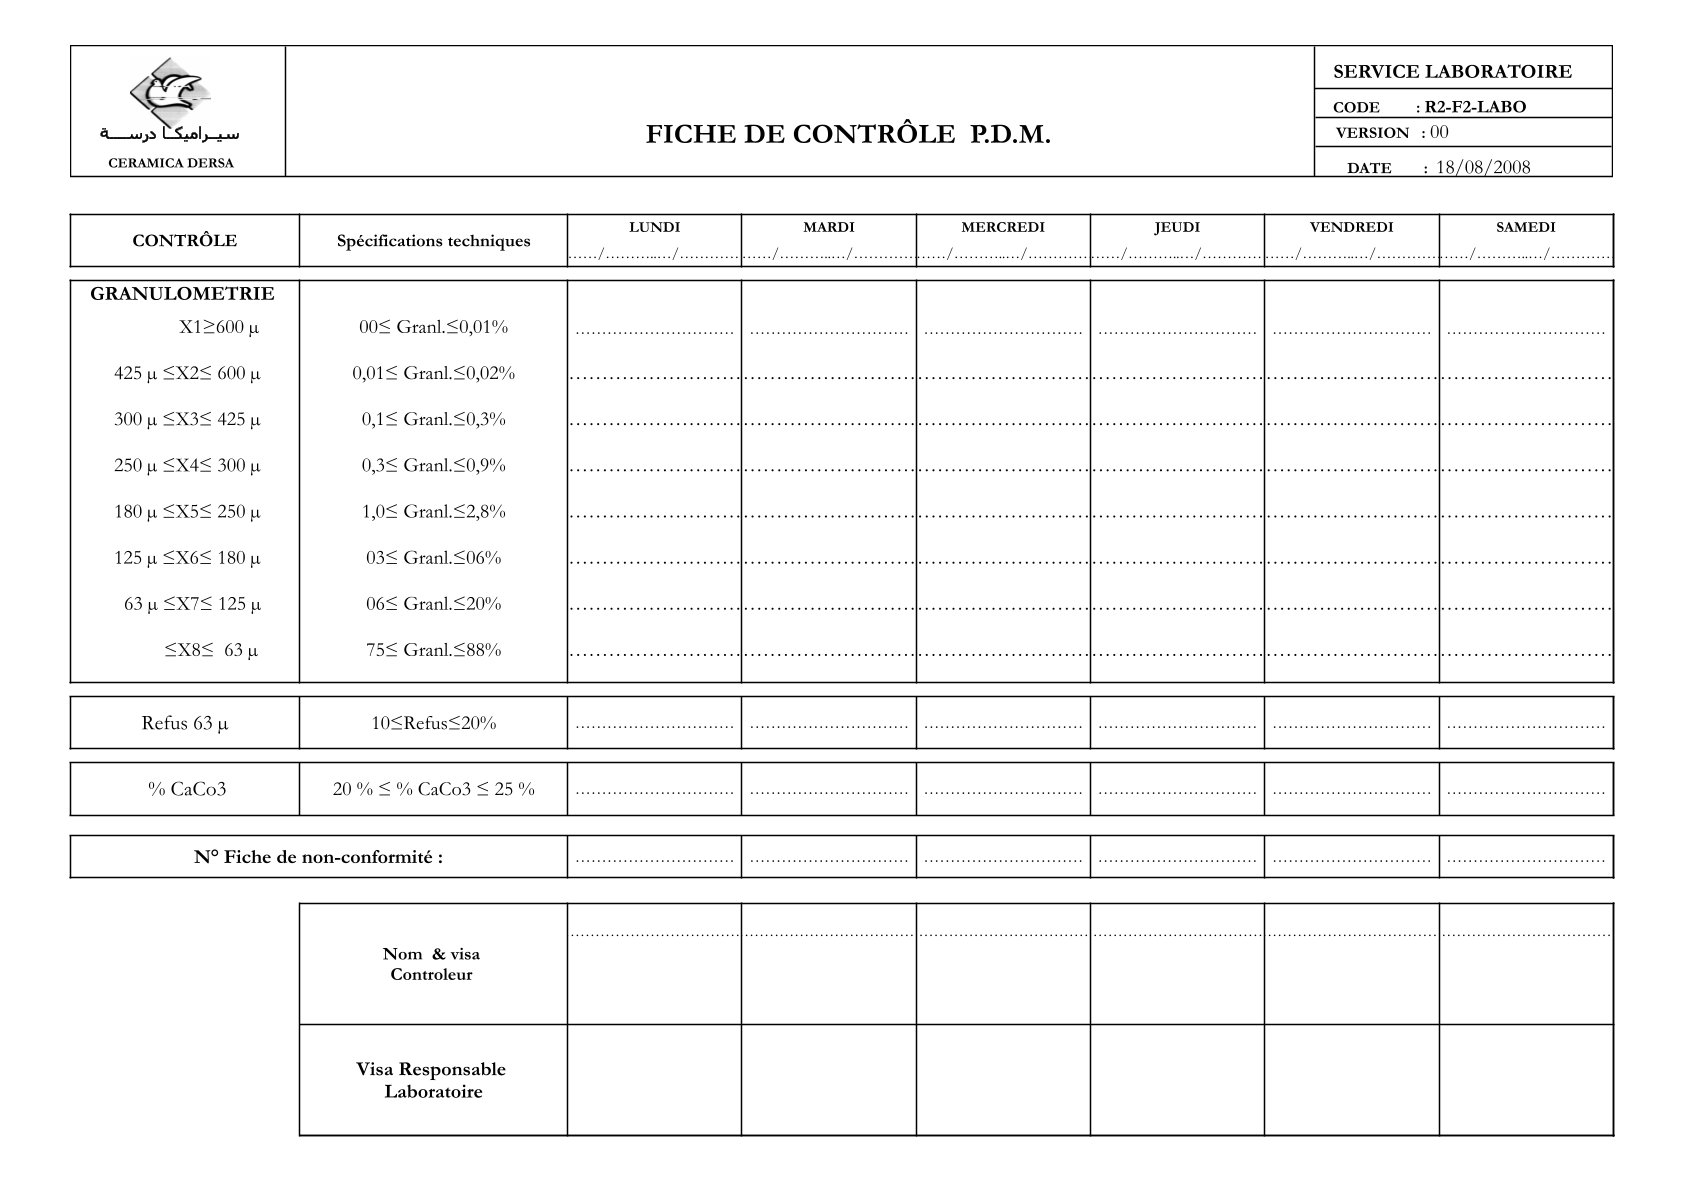 سيراميكا درسة
CERAMICA DERSA
FICHE DE CONTRÔLE P.D.M.
SERVICE LABORATOIRE
CODE : R2-F2-LABO
VERSION : 00
DATE : 18/08/2008
CONTRÔLE Spécifications techniques LUNDI MARDI MERCREDI JEUDI VENDREDI SAMEDI
....../............../............. ....../............../............. ....../............../............. ....../............../............. ....../............../............. ....../............../.............
GRANULOMETRIE
X1≥600 µ 00≤ Granl.≤0,01%
425 µ ≤X2≤ 600 µ 0,01≤ Granl.≤0,02%
300 µ ≤X3≤ 425 µ 0,1≤ Granl.≤0,3%
250 µ ≤X4≤ 300 µ 0,3≤ Granl.≤0,9%
180 µ ≤X5≤ 250 µ 1,0≤ Granl.≤2,8%
125 µ ≤X6≤ 180 µ 03≤ Granl.≤06%
63 µ ≤X7≤ 125 µ 06≤ Granl.≤20%
≤X8≤ 63 µ 75≤ Granl.≤88%
Refus 63 µ 10≤Refus≤20%
% CaCo3 20 % ≤ % CaCo3 ≤ 25 %
N° Fiche de non-conformité :
Nom & visa
Controleur
Visa Responsable
Laboratoire